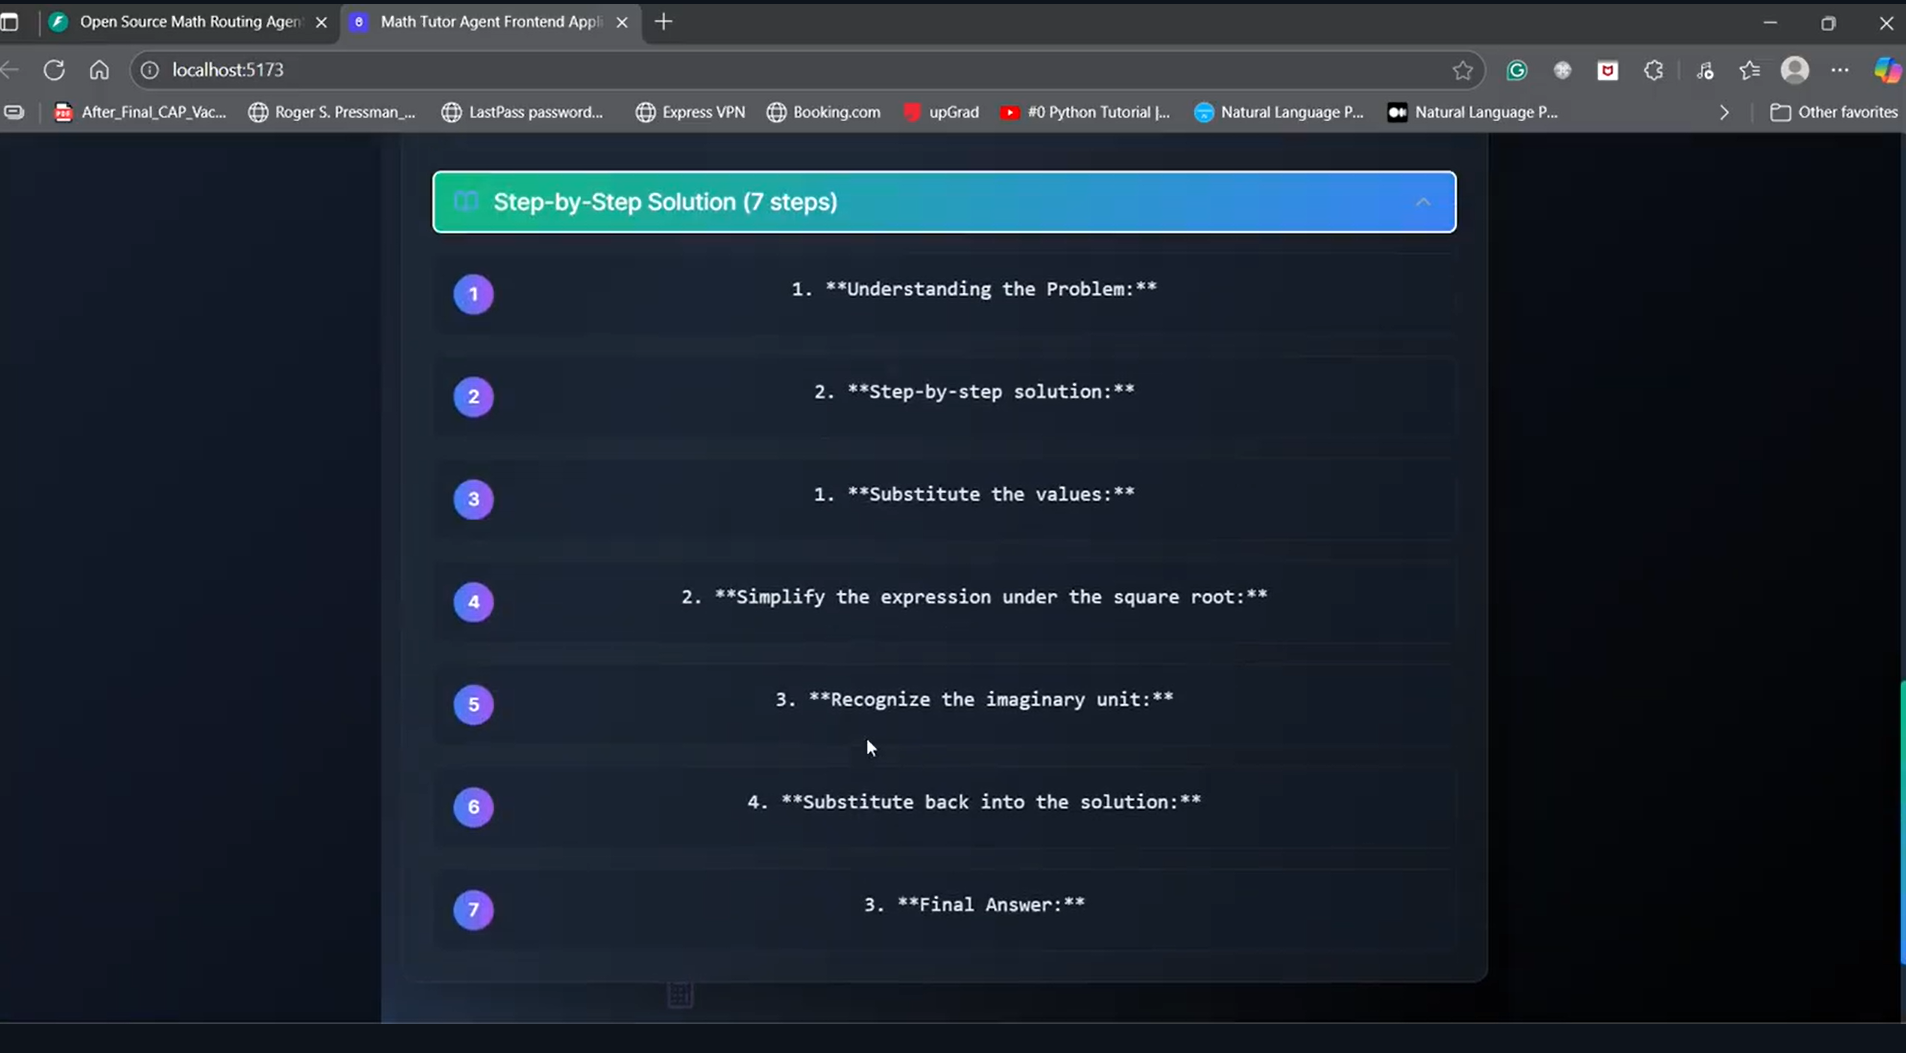 Open Source Math Routing Agen
Math Tutor Agent Frontend Appli
localhost:5173
After_Final_CAP_Vac...
Roger S. Pressman_...
LastPass password...
Express VPN
Booking.com
upGrad
#0 Python Tutorial |...
Natural Language P...
Natural Language P...
Other favorites
Step-by-Step Solution (7 steps)
1 1. **Understanding the Problem:**
2 2. **Step-by-step solution:**
3 1. **Substitute the values:**
4 2. **Simplify the expression under the square root:**
5 3. **Recognize the imaginary unit:**
6 4. **Substitute back into the solution:**
7 3. **Final Answer:**